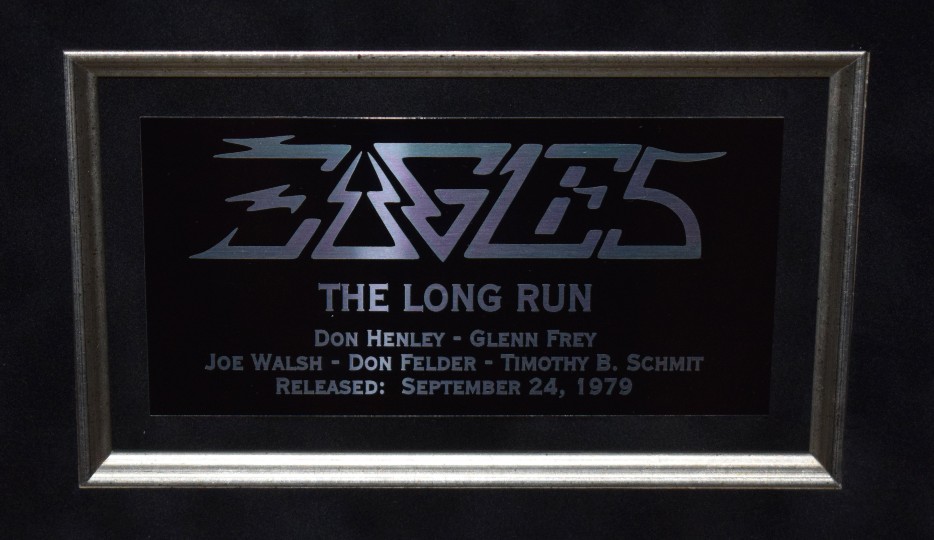 EAGLES
THE LONG RUN
DON HENLEY - GLENN FREY
JOE WALSH - DON FELDER - TIMOTHY B. SCHMIT
RELEASED: SEPTEMBER 24, 1979